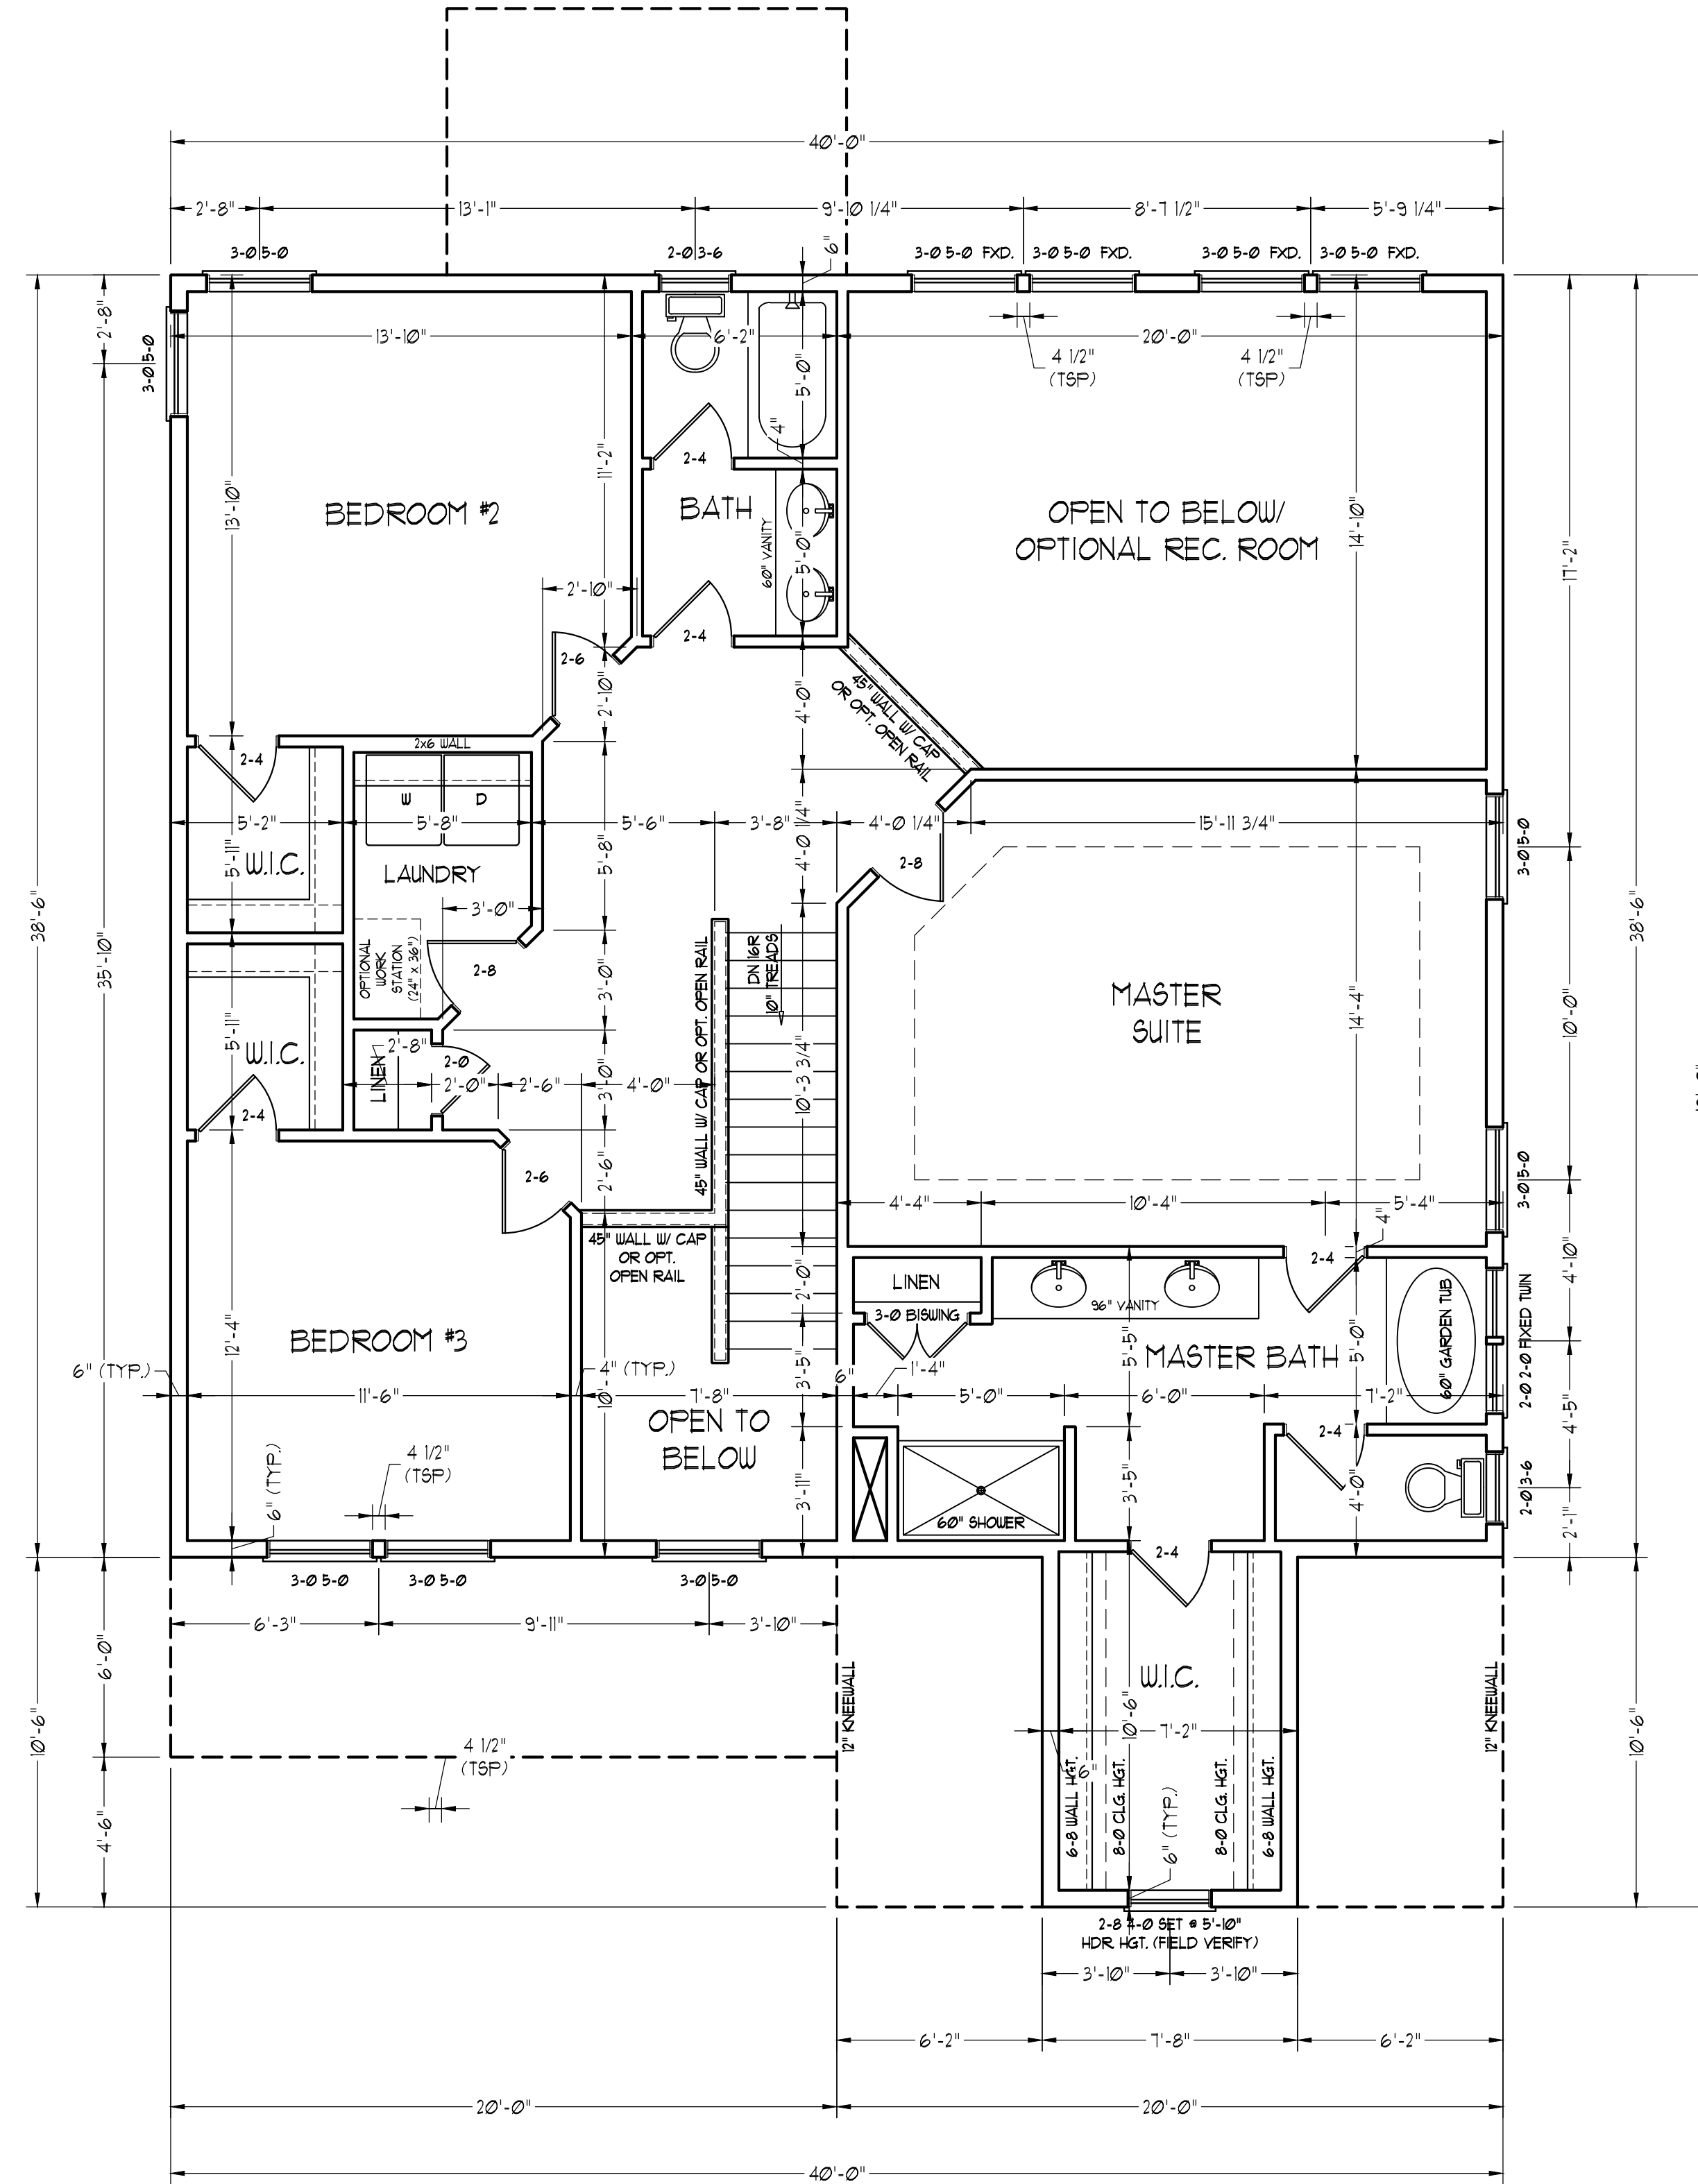 40'-0"
2'-8"
13'-1"
9'-10 1/4"
8'-7 1/2"
5'-9 1/4"
3-0 5-0
2-0 3-6
6"
3-0 5-0 FXD.
3-0 5-0 FXD.
3-0 5-0 FXD.
3-0 5-0 FXD.
2'-8"
3-0 5-0
13'-10"
6'-2"
20'-0"
4 1/2"
(TSP)
4 1/2"
(TSP)
5'-0"
4"
2-4
11'-2"
13'-10"
BEDROOM #2
BATH
60" VANITY
5'-0"
OPEN TO BELOW/
OPTIONAL REC. ROOM
14'-10"
17'-2"
2'-10"
2-4
2-6
2'-10"
4'-0"
45" WALL W/ CAP
OR OPT. OPEN RAIL
2x6 WALL
2-4
W
D
5'-2"
5'-8"
5'-6"
3'-8"
4'-0 1/4"
4'-0 1/4"
15'-11 3/4"
3-0 5-0
5'-11"
W.I.C.
LAUNDRY
5'-8"
2-8
3'-0"
38'-6"
35'-10"
38'-6"
OPTIONAL
WORK
STATION
(24" x 36")
2-8
3'-0"
45" WALL W/ CAP OR OPT. OPEN RAIL
DN 16R
10" TREADS
MASTER
SUITE
14'-4"
10'-0"
5'-11"
W.I.C.
LINEN
2'-8"
2-0
2'-0"
2'-6"
3'-0"
4'-0"
10'-3 3/4"
2-4
2-6
2'-6"
3-0 5-0
4'-4"
10'-4"
5'-4"
4"
45" WALL W/ CAP
OR OPT.
OPEN RAIL
2-4
4'-10"
LINEN
3-0 BISWING
96" VANITY
2'-0"
60" GARDEN TUB
2-0 2-0 FIXED TWIN
BEDROOM #3
12'-4"
MASTER BATH
5'-5"
5'-0"
3'-5"
6" (TYP.)
4" (TYP.)
6"
1'-4"
11'-6"
10'-4"
7'-8"
5'-0"
6'-0"
7'-2"
4'-5"
OPEN TO
BELOW
2-4
6" (TYP.)
4 1/2"
(TSP)
3'-11"
3'-5"
4'-0"
60" SHOWER
2-0 3-6
2'-1"
2-4
3-0 5-0
3-0 5-0
3-0 5-0
6'-3"
9'-11"
3'-10"
6'-0"
12" KNEEWALL
W.I.C.
12" KNEEWALL
10'-6"
10'-6"
7'-2"
10'-6"
4 1/2"
(TSP)
6"
6-8 WALL HGT.
8-0 CLG. HGT.
6" (TYP.)
8-0 CLG. HGT.
6-8 WALL HGT.
4'-6"
2-8 4-0 SET @ 5'-10"
HDR HGT. (FIELD VERIFY)
3'-10"
3'-10"
6'-2"
7'-8"
6'-2"
20'-0"
20'-0"
40'-0"